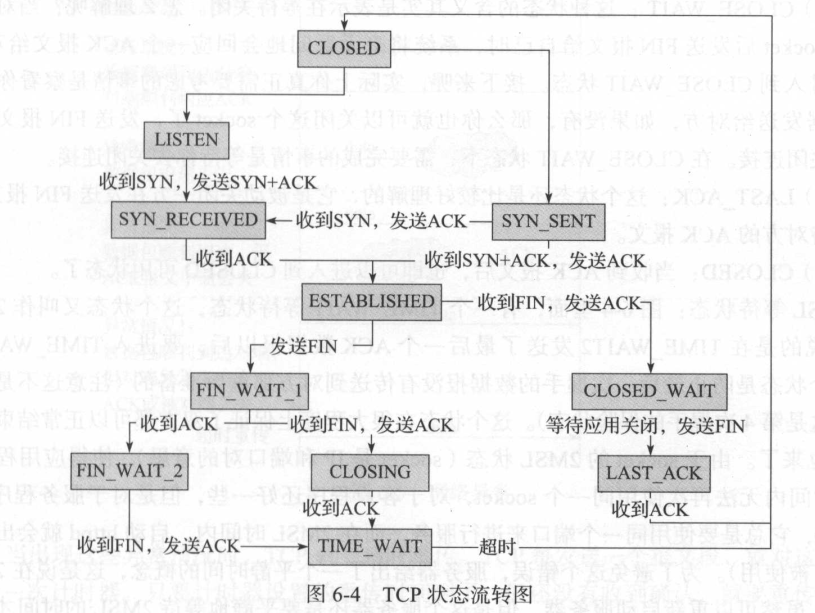 CLOSED
LISTEN
收到SYN，发送SYN+ACK
SYN_RECEIVED
收到SYN，发送ACK
SYN_SENT
收到ACK
收到SYN+ACK，发送ACK
ESTABLISHED
收到FIN，发送ACK
发送FIN
FIN_WAIT_1
CLOSED_WAIT
收到ACK
收到FIN，发送ACK
等待应用关闭，发送FIN
FIN_WAIT_2
CLOSING
LAST_ACK
收到ACK
收到ACK
收到FIN，发送ACK
TIME_WAIT
超时
图 6-4 TCP 状态流转图